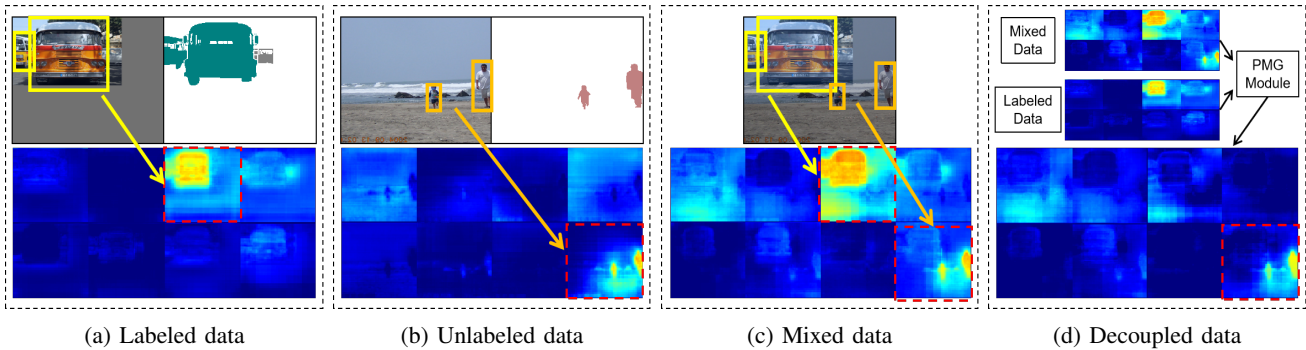 Mixed
Data
Labeled
Data
PMG
Module
(a) Labeled data
(b) Unlabeled data
(c) Mixed data
(d) Decoupled data